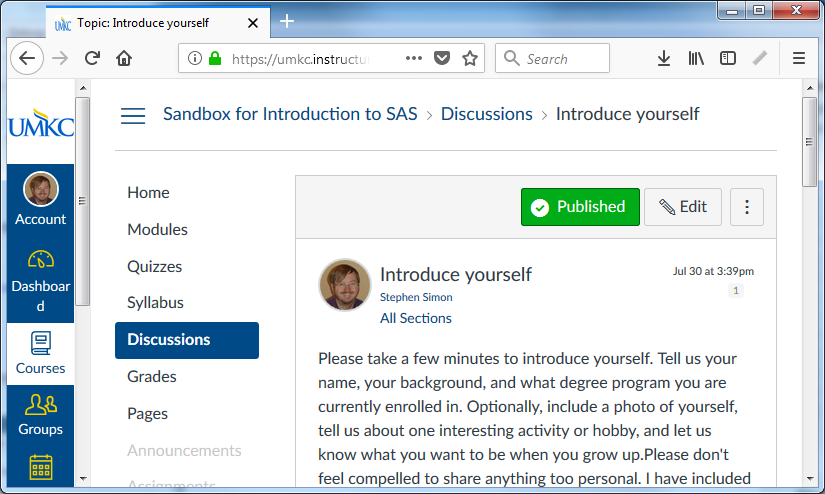 Topic: Introduce yourself
https://umkc.instructu
Search
UMKC
Account
Dashboar
d
Courses
Groups
Sandbox for Introduction to SAS > Discussions > Introduce yourself
Home
Modules
Quizzes
Syllabus
Discussions
Grades
Pages
Announcements
Assignments
Published
Edit
Introduce yourself
Jul 30 at 3:39pm
Stephen Simon
1
All Sections
Please take a few minutes to introduce yourself. Tell us your
name, your background, and what degree program you are
currently enrolled in. Optionally, include a photo of yourself,
tell us about one interesting activity or hobby, and let us
know what you want to be when you grow up.Please don't
feel compelled to share anything too personal. I have included